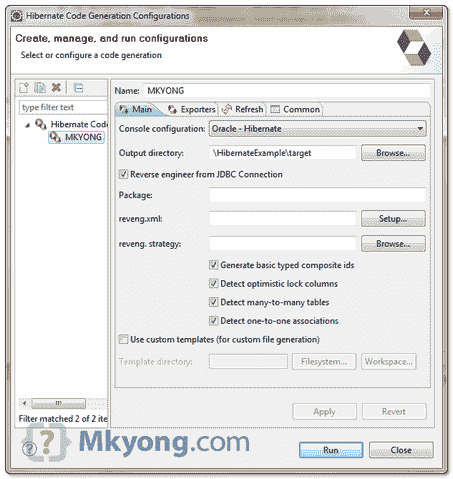 Hibernate Code Generation Configurations
Create, manage, and run configurations
Select or configure a code generation
type filter text
Hibernate Cod
MKYONG
Filter matched 2 of 2 ite
Name: MKYONG
Main Exporters Refresh Common
Console configuration: Oracle - Hibernate
Output directory: \HibernateExample\target Browse...
Reverse engineer from JDBC Connection
Package:
reveng.xml: Setup...
reveng. strategy: Browse...
Generate basic typed composite ids
Detect optimistic lock columns
Detect many-to-many tables
Detect one-to-one associations
Use custom templates (for custom file generation)
Template directory: Filesystem... Workspace...
Apply Revert
{?} Mkyong.com
? Run Close